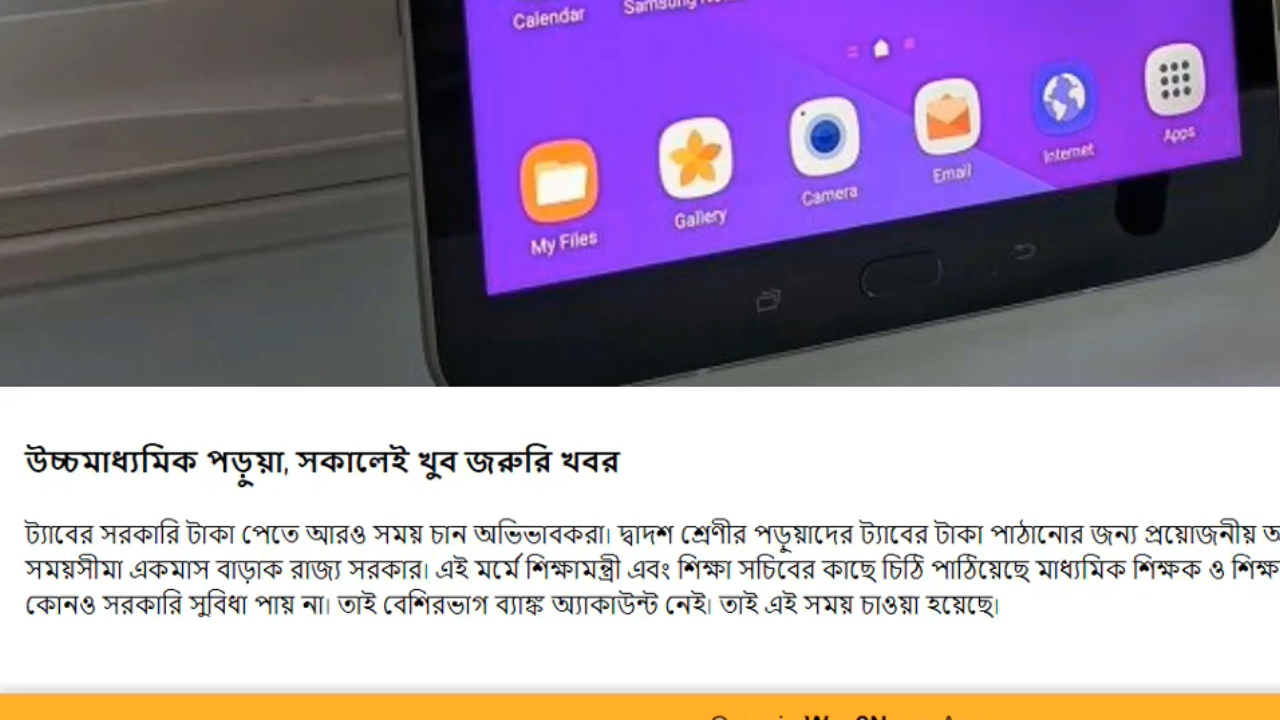 Calendar Samsung
My Files Gallery Camera Email Internet Apps
উচ্চমাধ্যমিক পড়ুয়া, সকালেই খুব জরুরি খবর
ট্যাবের সরকারি টাকা পেতে আরও সময় চান অভিভাবকরা। দ্বাদশ শ্রেণীর পড়ুয়াদের ট্যাবের টাকা পাঠানোর জন্য প্রয়োজনীয়
সময়সীমা একমাস বাড়াক রাজ্য সরকার। এই মর্মে শিক্ষামন্ত্রী এবং শিক্ষা সচিবের কাছে চিঠি পাঠিয়েছে মাধ্যমিক শিক্ষক ও
কোনও সরকারি সুবিধা পায় না। তাই বেশিরভাগ ব্যাঙ্ক অ্যাকাউন্ট নেই। তাই এই সময় চাওয়া হয়েছে।